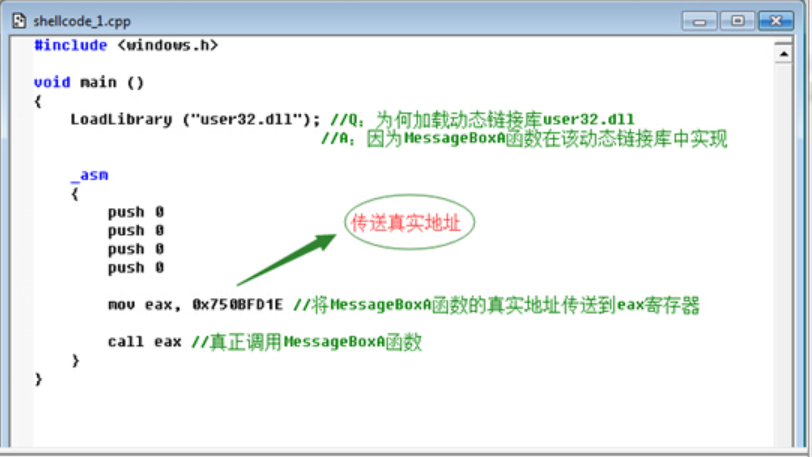 shellcode_1.cpp
#include <windows.h>
void main ()
{
LoadLibrary ("user32.dll"); //Q: 为何加载动态链接库user32.dll
//A: 因为MessageBoxA函数在该动态链接库中实现
_asm
{
push 0
传送真实地址
push 0
push 0
push 0
mov eax, 0x750BFD1E //将MessageBoxA函数的真实地址传送到eax寄存器
call eax //真正调用MessageBoxA函数
}
}